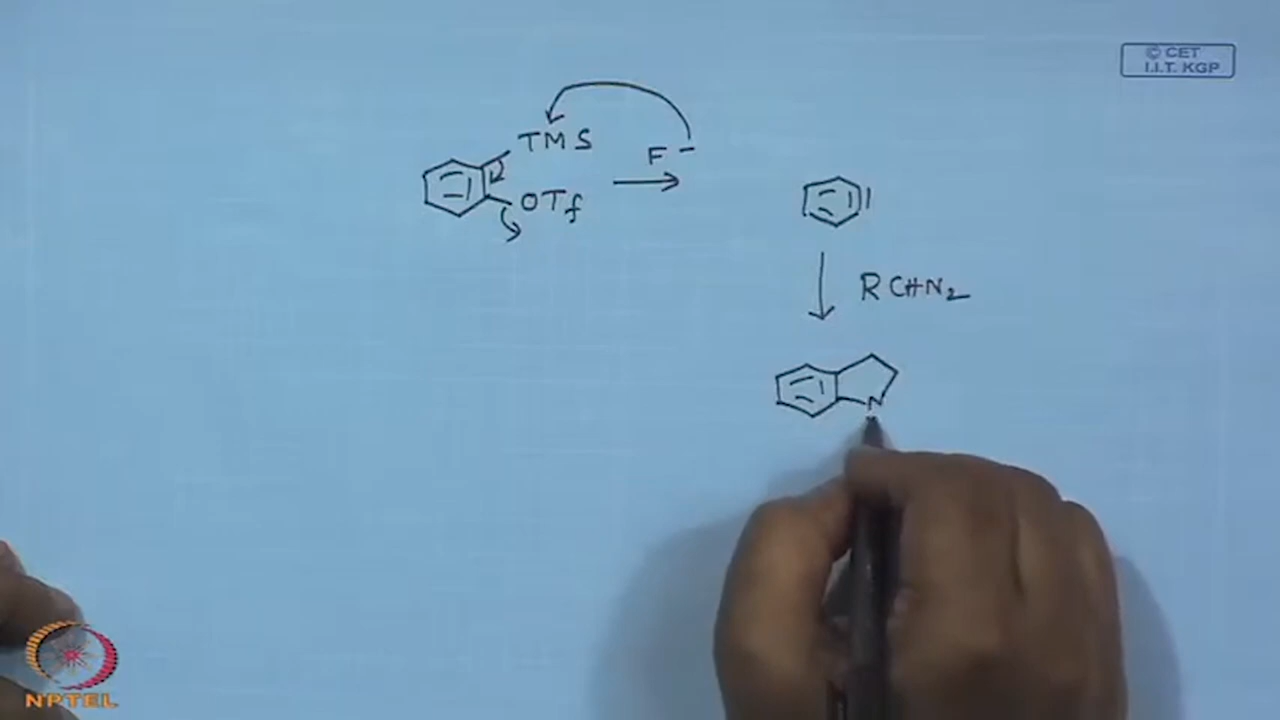 © CET
I.I.T. KGP
TMS
F⁻
OTf
RCHN₂
N
NPTEL